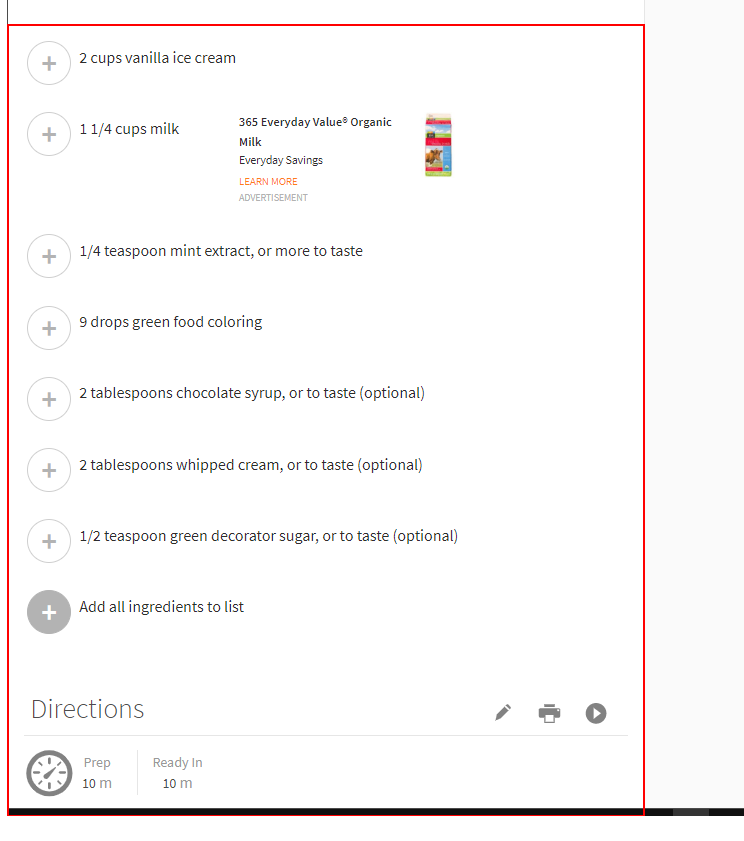 2 cups vanilla ice cream
1 1/4 cups milk
365 Everyday Value® Organic
Milk
Everyday Savings
LEARN MORE
ADVERTISEMENT
1/4 teaspoon mint extract, or more to taste
9 drops green food coloring
2 tablespoons chocolate syrup, or to taste (optional)
2 tablespoons whipped cream, or to taste (optional)
1/2 teaspoon green decorator sugar, or to taste (optional)
Add all ingredients to list
Directions
Prep
10 m
Ready In
10 m